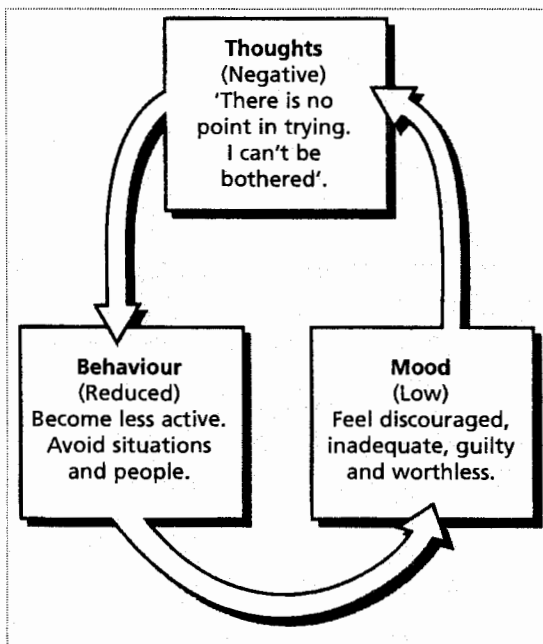 Thoughts
(Negative)
'There is no
point in trying.
I can't be
bothered'.
Behaviour
(Reduced)
Become less active.
Avoid situations
and people.
Mood
(Low)
Feel discouraged,
inadequate, guilty
and worthless.